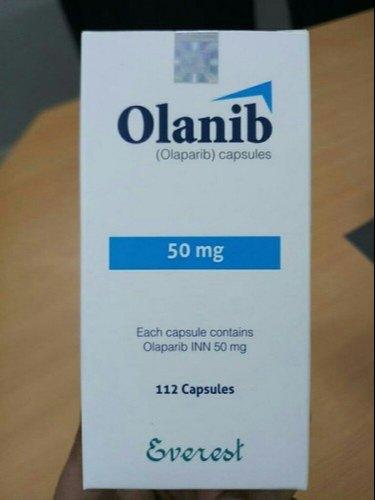 Olanib
(Olaparib) capsules
50 mg
Each capsule contains
Olaparib INN 50 mg
112 Capsules
Everest